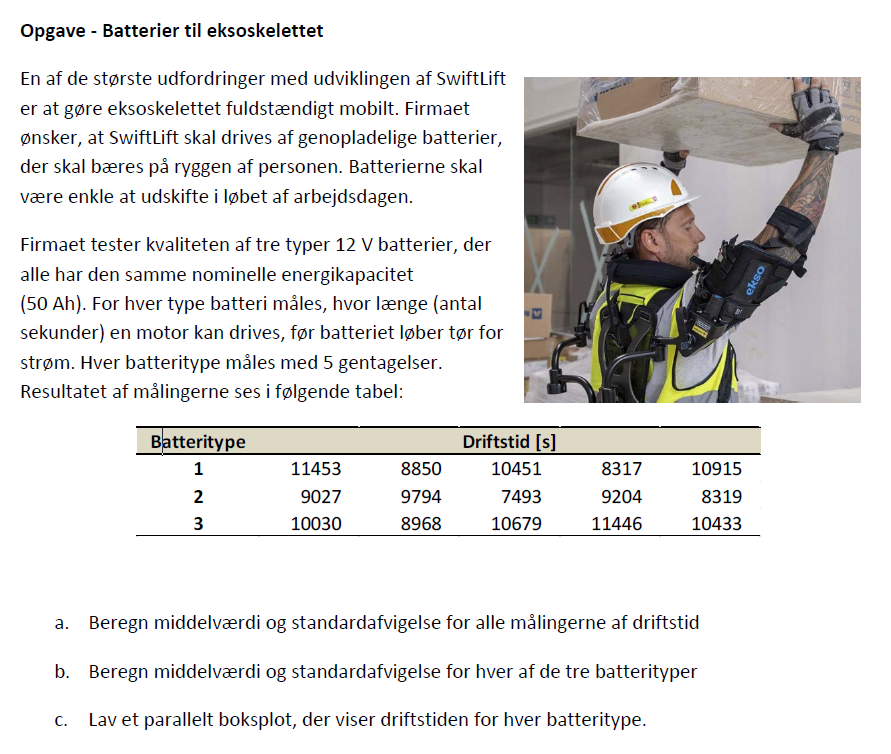 Opgave - Batterier til eksoskelettet
En af de største udfordringer med udviklingen af SwiftLift
er at gøre eksoskelettet fuldstændigt mobilt. Firmaet
ønsker, at SwiftLift skal drives af genopladelige batterier,
der skal bæres på ryggen af personen. Batterierne skal
være enkle at udskifte i løbet af arbejdsdagen.
Firmaet tester kvaliteten af tre typer 12 V batterier, der
alle har den samme nominelle energikapacitet
(50 Ah). For hver type batteri måles, hvor længe (antal
sekunder) en motor kan drives, før batteriet løber tør for
strøm. Hver batteritype måles med 5 gentagelser.
Resultatet af målingerne ses i følgende tabel:
ekso
Batteritype Driftstid [s]
1 11453 8850 10451 8317 10915
2 9027 9794 7493 9204 8319
3 10030 8968 10679 11446 10433
a. Beregn middelværdi og standardafvigelse for alle målingerne af driftstid
b. Beregn middelværdi og standardafvigelse for hver af de tre batterityper
c. Lav et parallelt boksplot, der viser driftstiden for hver batteritype.